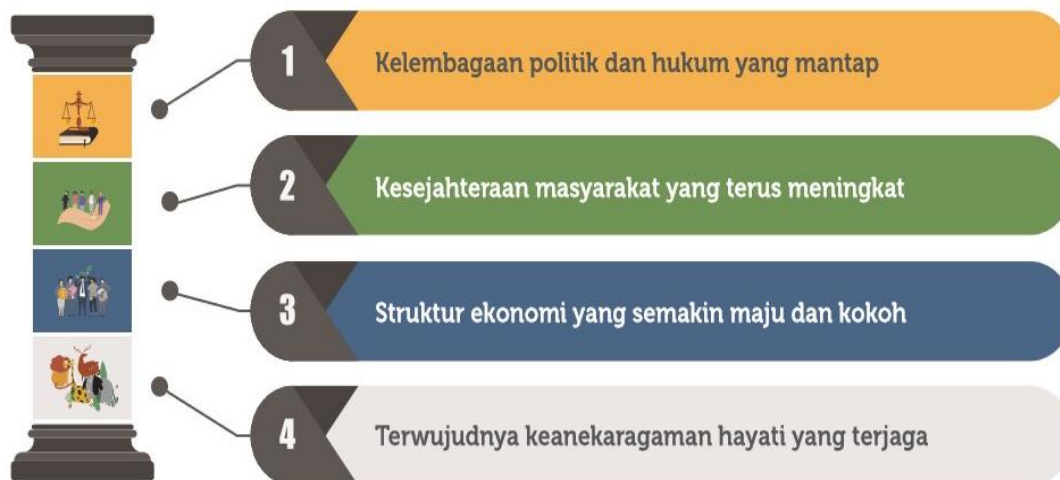 1
Kelembagaan politik dan hukum yang mantap
2
Kesejahteraan masyarakat yang terus meningkat
3
Struktur ekonomi yang semakin maju dan kokoh
4
Terwujudnya keanekaragaman hayati yang terjaga